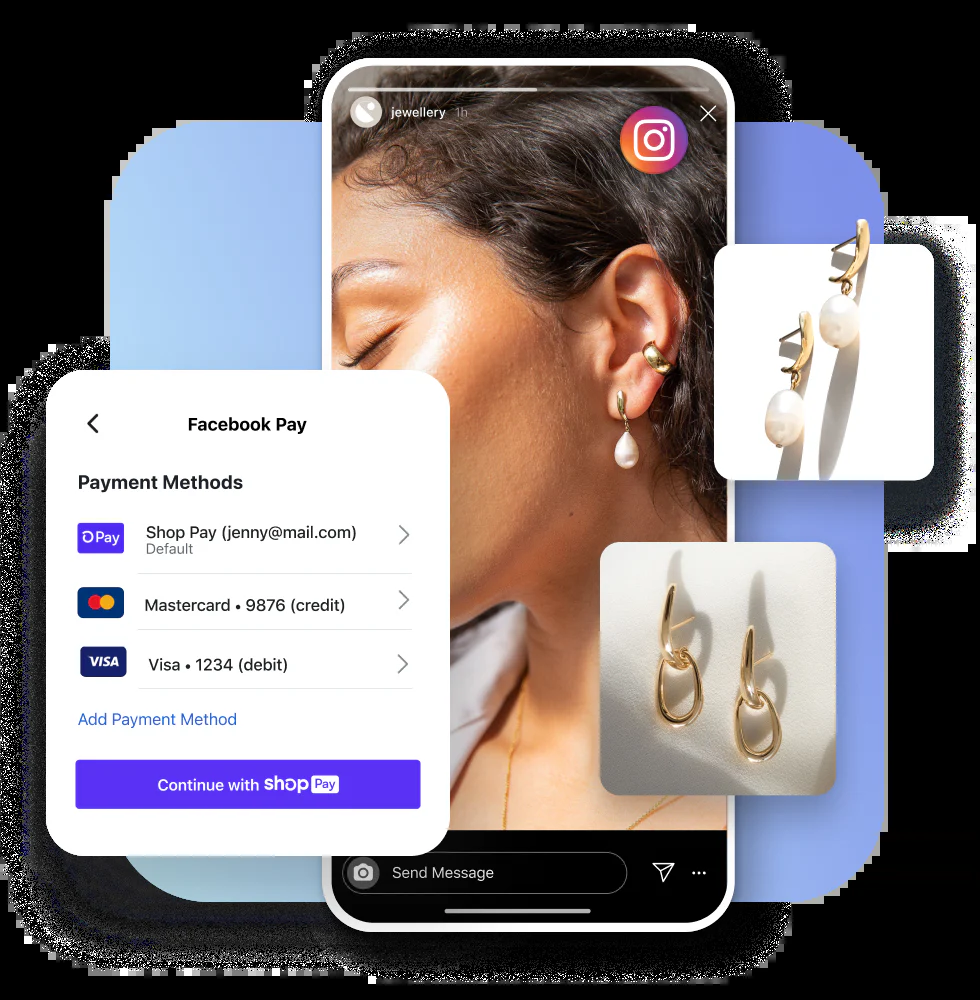 jewellery 1h
Facebook Pay
Payment Methods
Pay
Shop Pay (jenny@mail.com)
Default
Mastercard • 9876 (credit)
VISA
Visa • 1234 (debit)
Add Payment Method
Continue with shop Pay
Send Message